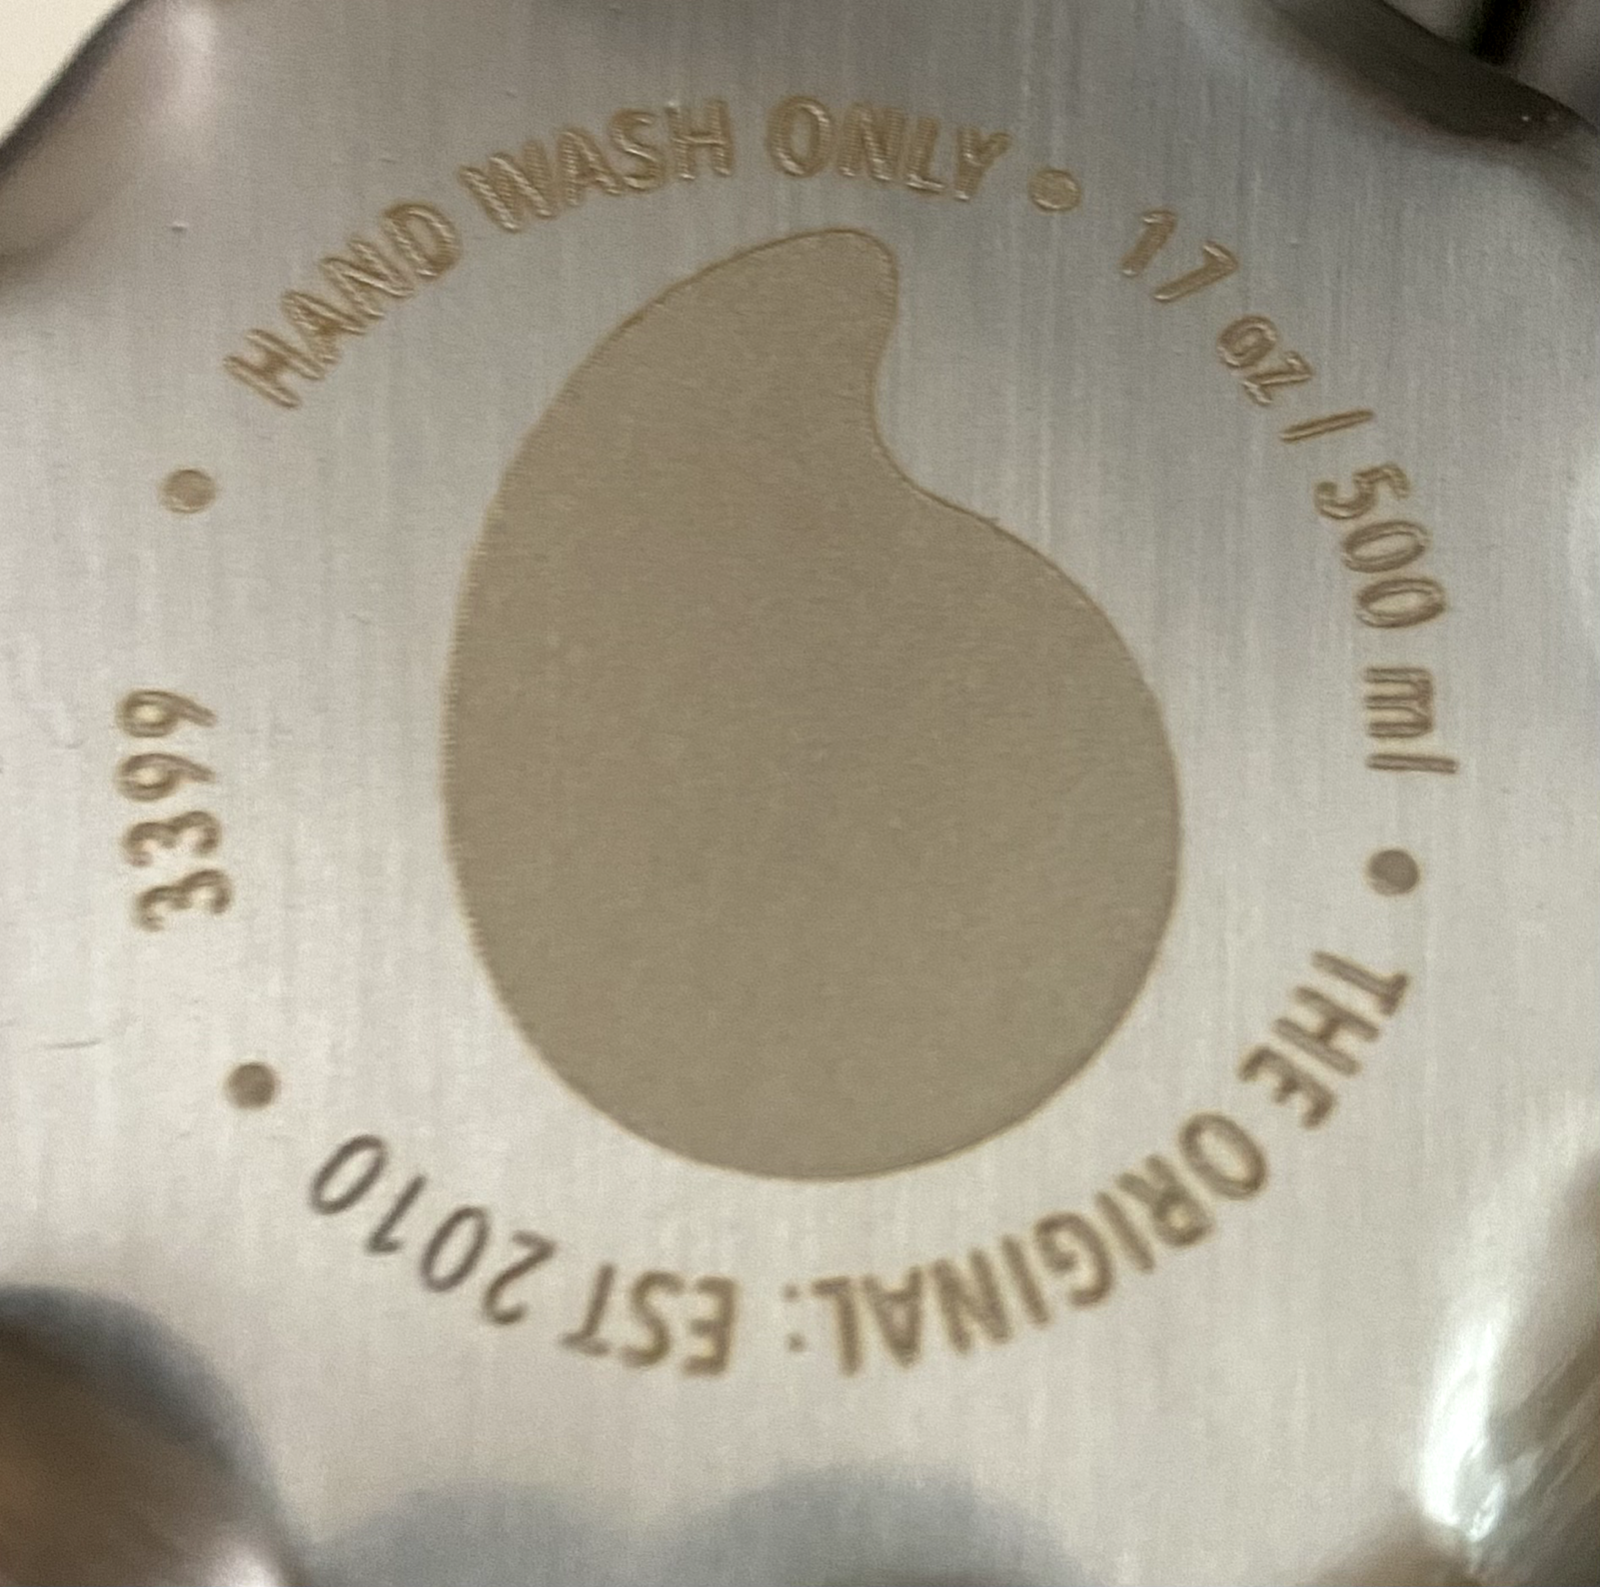 HAND WASH ONLY • 17 oz / 500 ml • THE ORIGINAL: EST 2010 • 3399 •